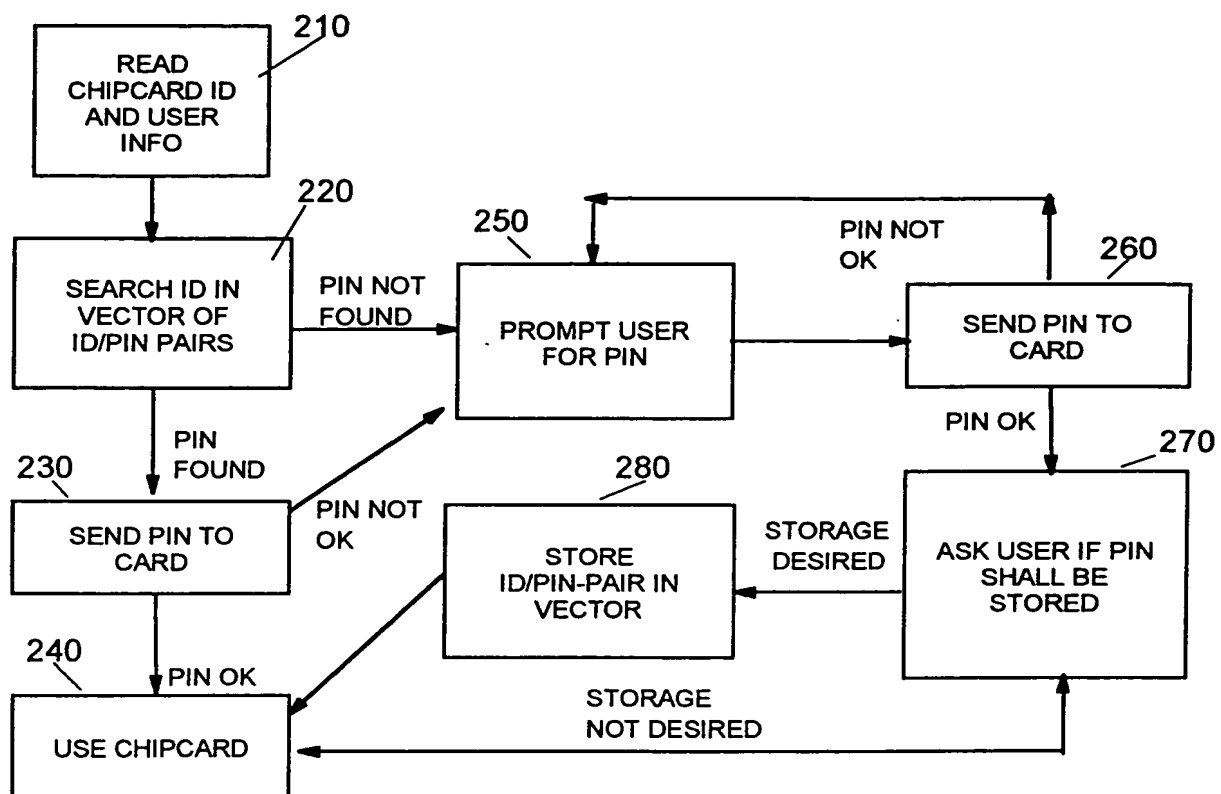 210
READ
CHIPCARD ID
AND USER
INFO
220
SEARCH ID IN
VECTOR OF
ID/PIN PAIRS
PIN NOT
FOUND
250
PROMPT USER
FOR PIN
PIN NOT
OK
260
SEND PIN TO
CARD
PIN
FOUND
230
SEND PIN TO
CARD
PIN NOT
OK
280
STORE
ID/PIN-PAIR IN
VECTOR
STORAGE
DESIRED
PIN OK
270
ASK USER IF PIN
SHALL BE
STORED
240
PIN OK
USE CHIPCARD
STORAGE
NOT DESIRED